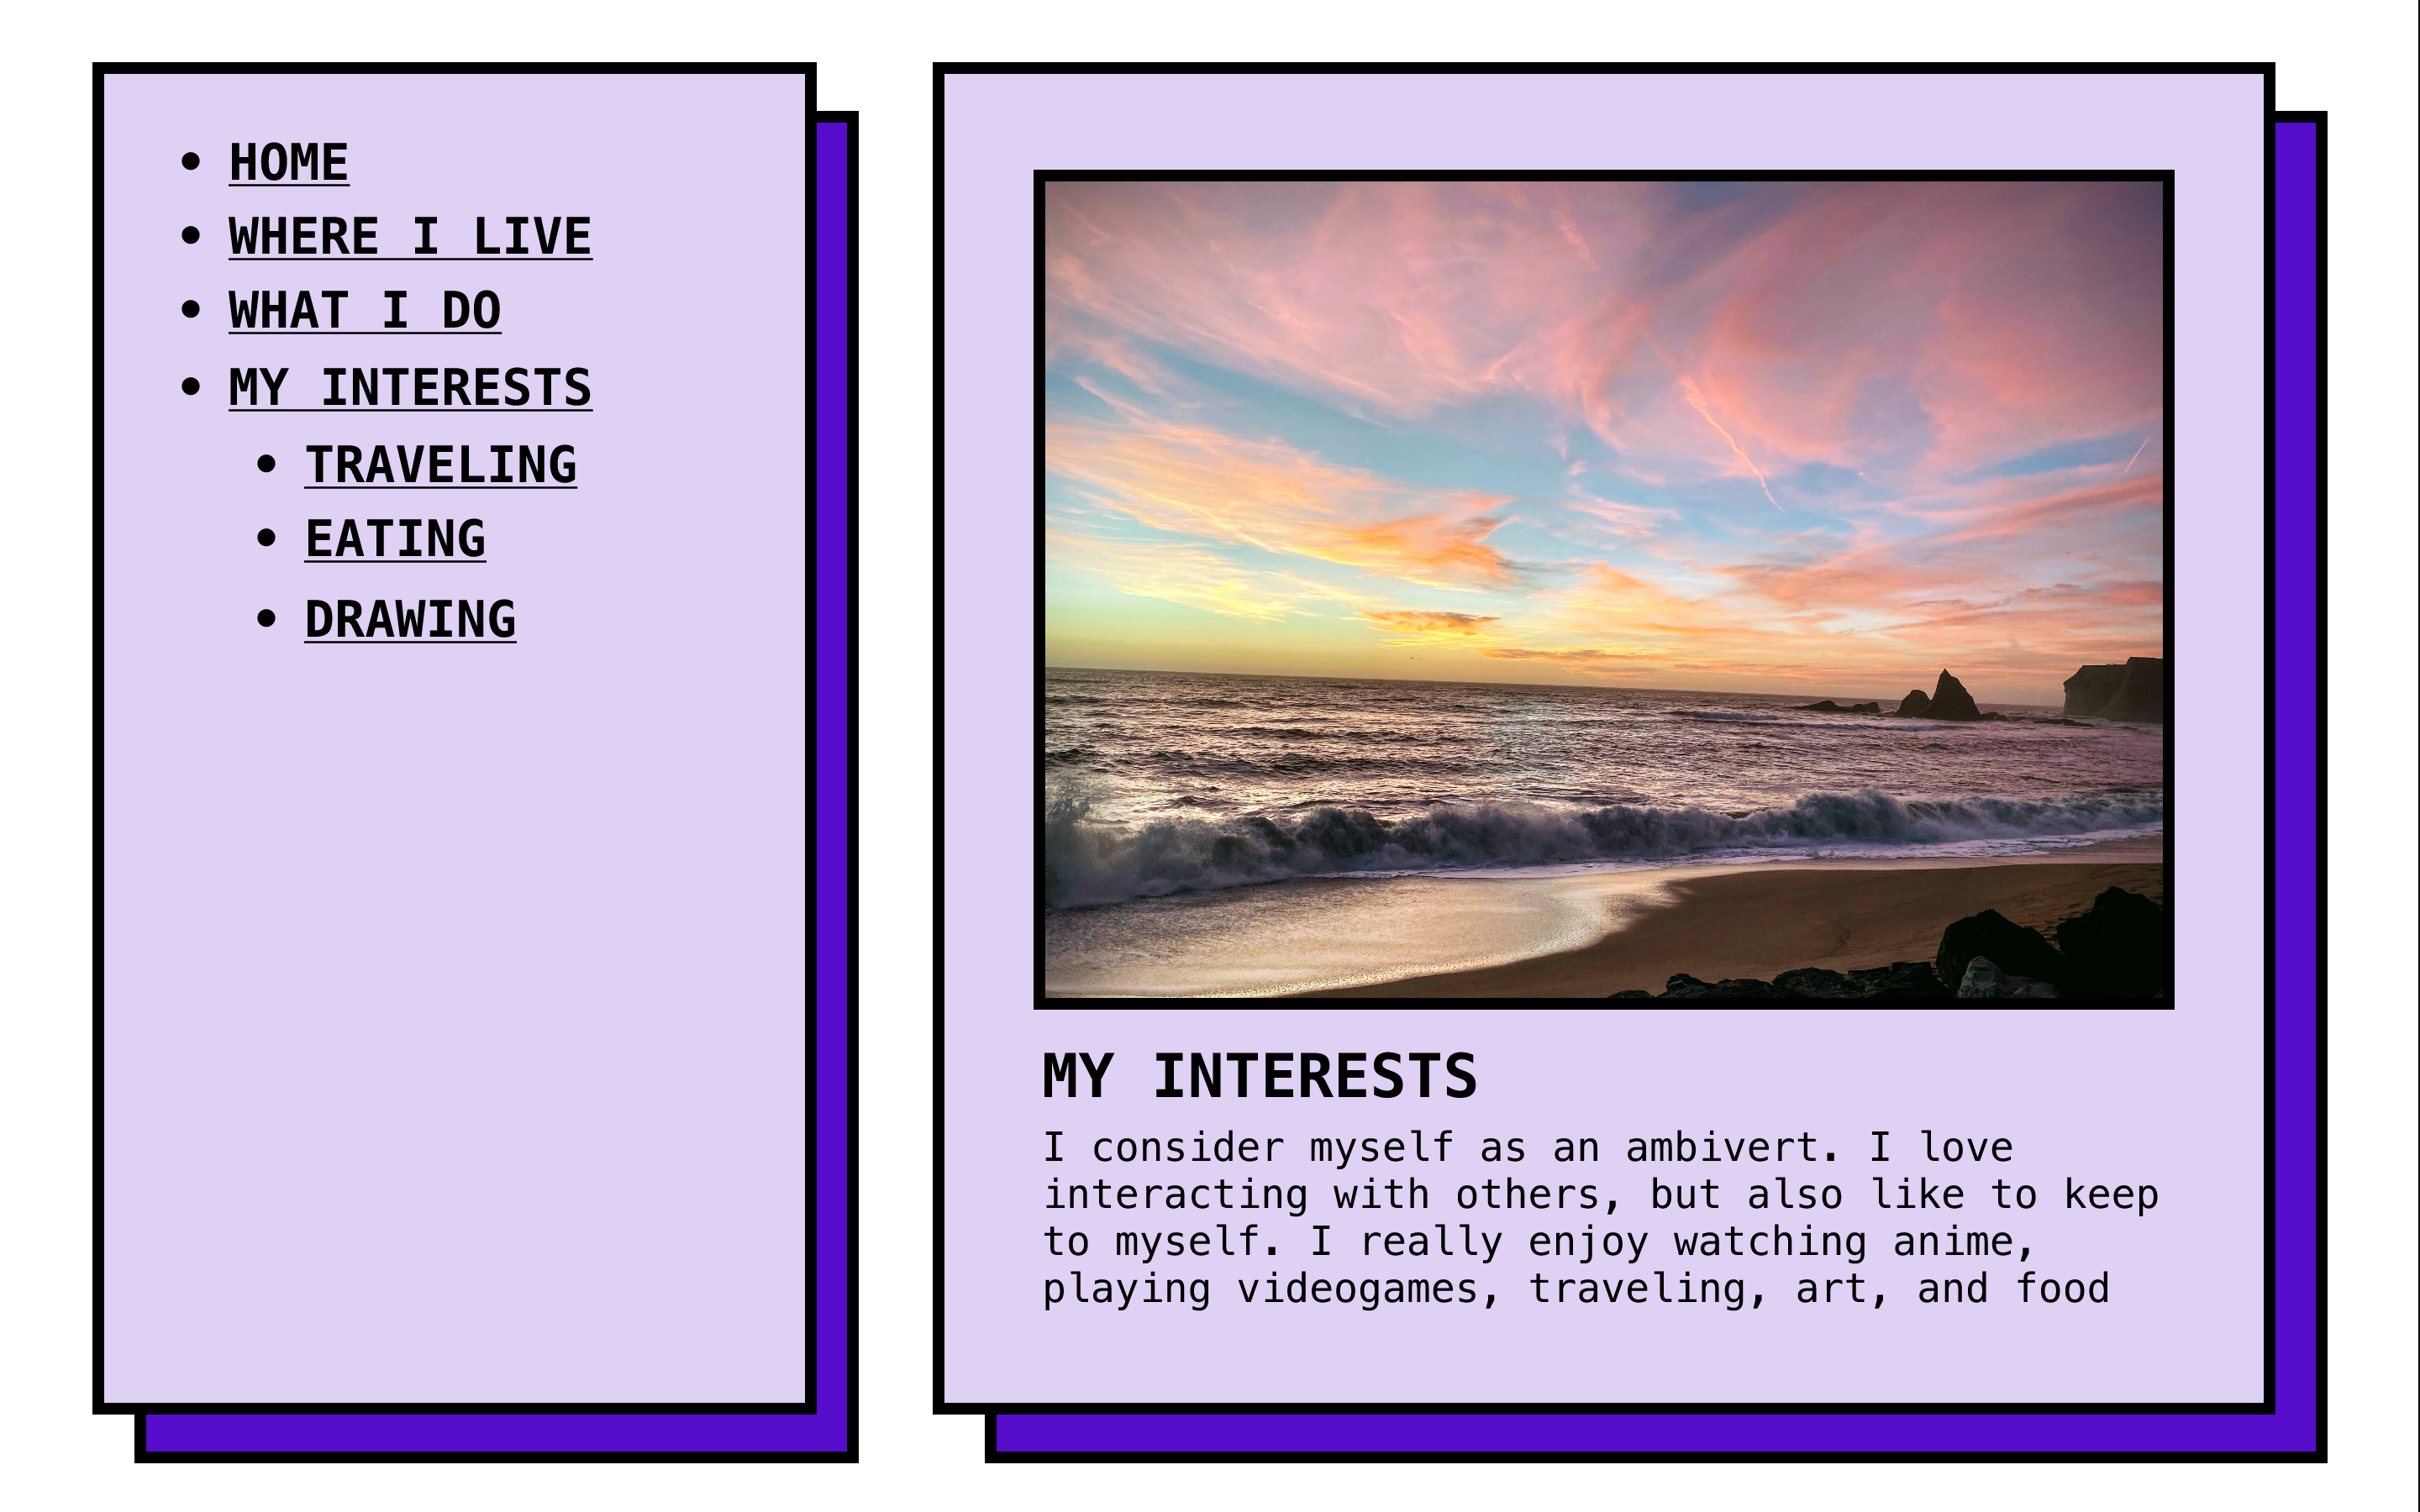 HOME
WHERE I LIVE
WHAT I DO
MY INTERESTS
TRAVELING
EATING
DRAWING
MY INTERESTS
I consider myself as an ambivert. I love
interacting with others, but also like to keep
to myself. I really enjoy watching anime,
playing videogames, traveling, art, and food